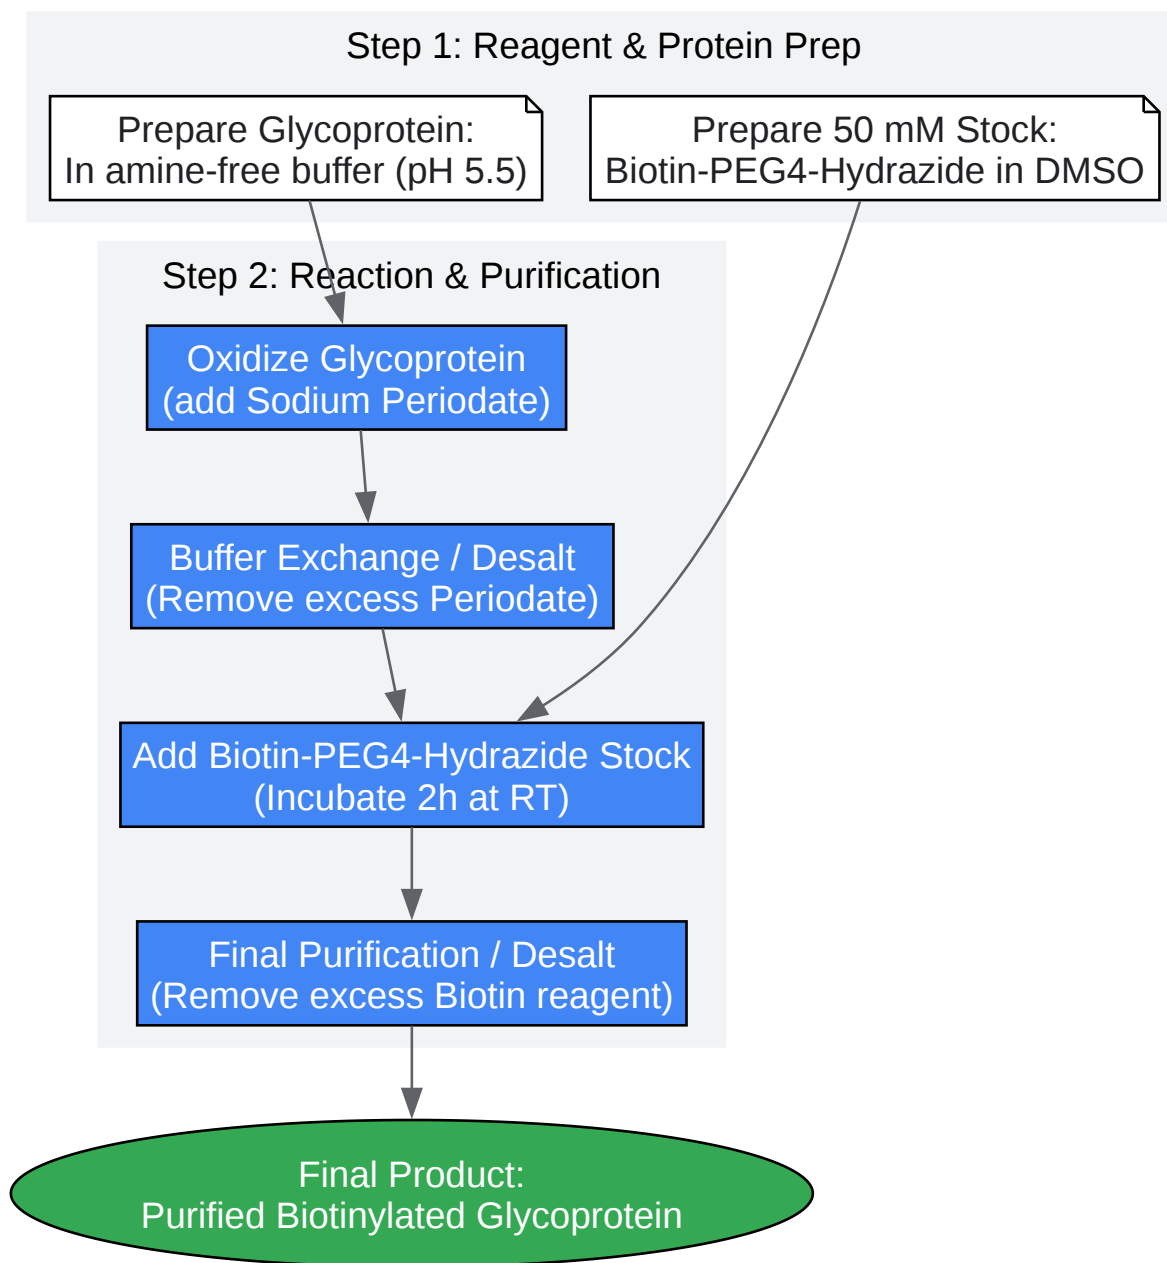 Step 1: Reagent & Protein Prep
Prepare Glycoprotein:
In amine-free buffer (pH 5.5)
Prepare 50 mM Stock:
Biotin-PEG4-Hydrazide in DMSO
Step 2: Reaction & Purification
Oxidize Glycoprotein
(add Sodium Periodate)
Buffer Exchange / Desalt
(Remove excess Periodate)
Add Biotin-PEG4-Hydrazide Stock
(Incubate 2h at RT)
Final Purification / Desalt
(Remove excess Biotin reagent)
Final Product:
Purified Biotinylated Glycoprotein